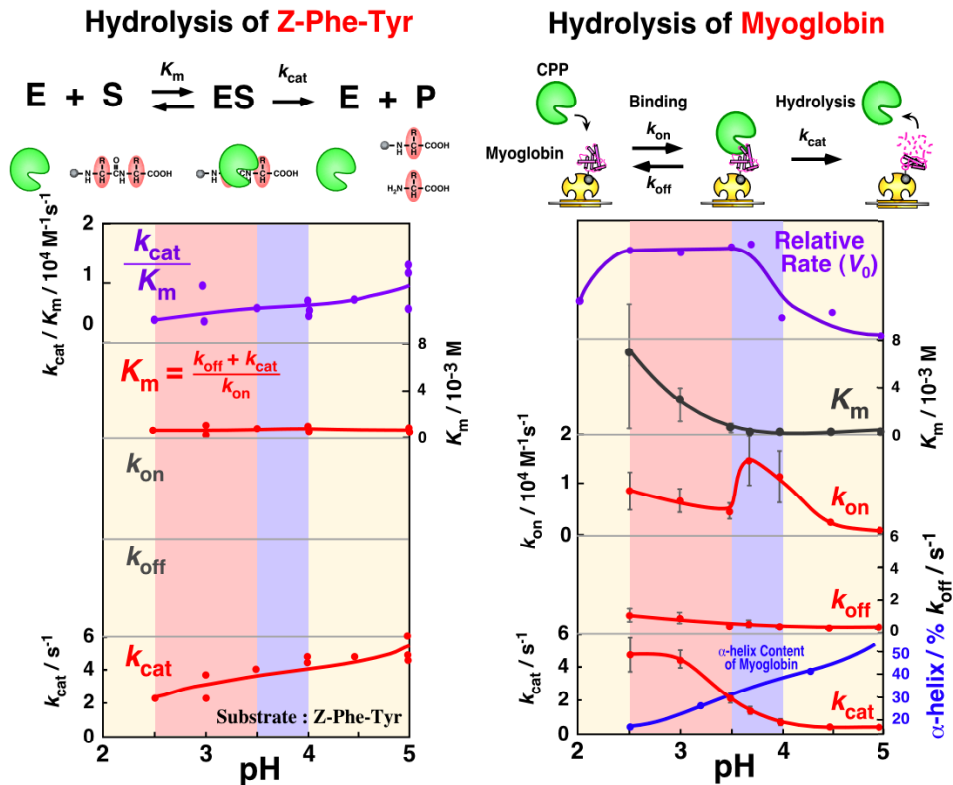 Hydrolysis of Z-Phe-Tyr
E + S
Km
ES
kcat
E + P
R
N-C-C-N-C-COOH
H H O H H
R
N-C-COOH
H H
R
N-C-COOH
H H
R
H2N-C-COOH
H
kcat / Km / 10^4 M^-1 s^-1
2
1
0
kcat
Km
Km = koff + kcat
kon
8
4
0
Km / 10^-3 M
kon
koff
kcat / s^-1
6
4
2
0
kcat
Substrate : Z-Phe-Tyr
2 3 4 5
pH
Hydrolysis of Myoglobin
CPP
Binding
Hydrolysis
kon
koff
kcat
Myoglobin
Relative
Rate (V0)
8
4
0
Km / 10^-3 M
Km
kon / 10^4 M^-1 s^-1
2
1
0
kon
6
4
2
0
koff / s^-1
koff
kcat / s^-1
6
4
2
0
α-helix Content
of Myoglobin
kcat
50
40
30
20
α-helix / %
2 3 4 5
pH